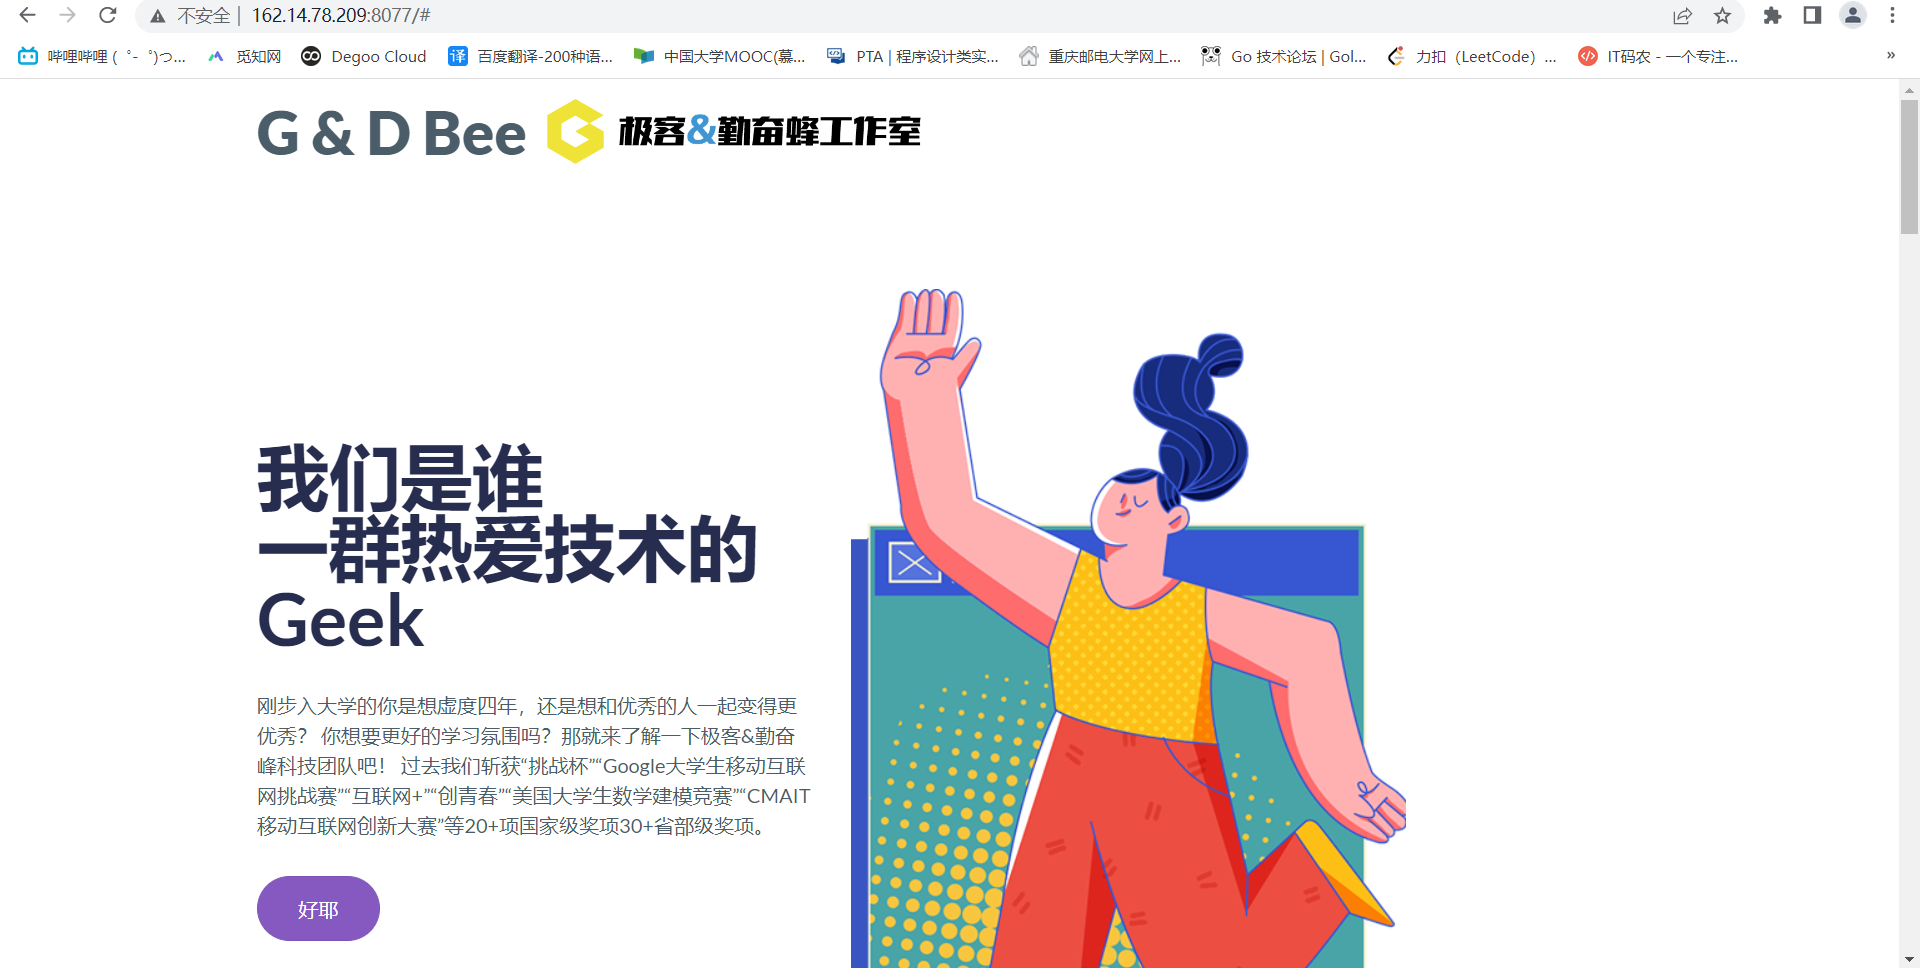 不安全 | 162.14.78.209:8077/#
哔哩哔哩 ( ゜- ゜)つ... 觅知网 Degoo Cloud 译 百度翻译-200种语... 中国大学MOOC(慕... PTA | 程序设计类实... 重庆邮电大学网上... Go 技术论坛 | Gol... 力扣（LeetCode）... IT码农 - 一个专注... »
G & D Bee 极客&勤奋蜂工作室
我们是谁
一群热爱技术的
Geek
刚步入大学的你是想虚度四年，还是想和优秀的人一起变得更
优秀？ 你想要更好的学习氛围吗？那就来了解一下极客&勤奋
峰科技团队吧！ 过去我们斩获“挑战杯”“Google大学生移动互联
网挑战赛”“互联网+”“创青春”“美国大学生数学建模竞赛”“CMAIT
移动互联网创新大赛”等20+项国家级奖项30+省部级奖项。
好耶